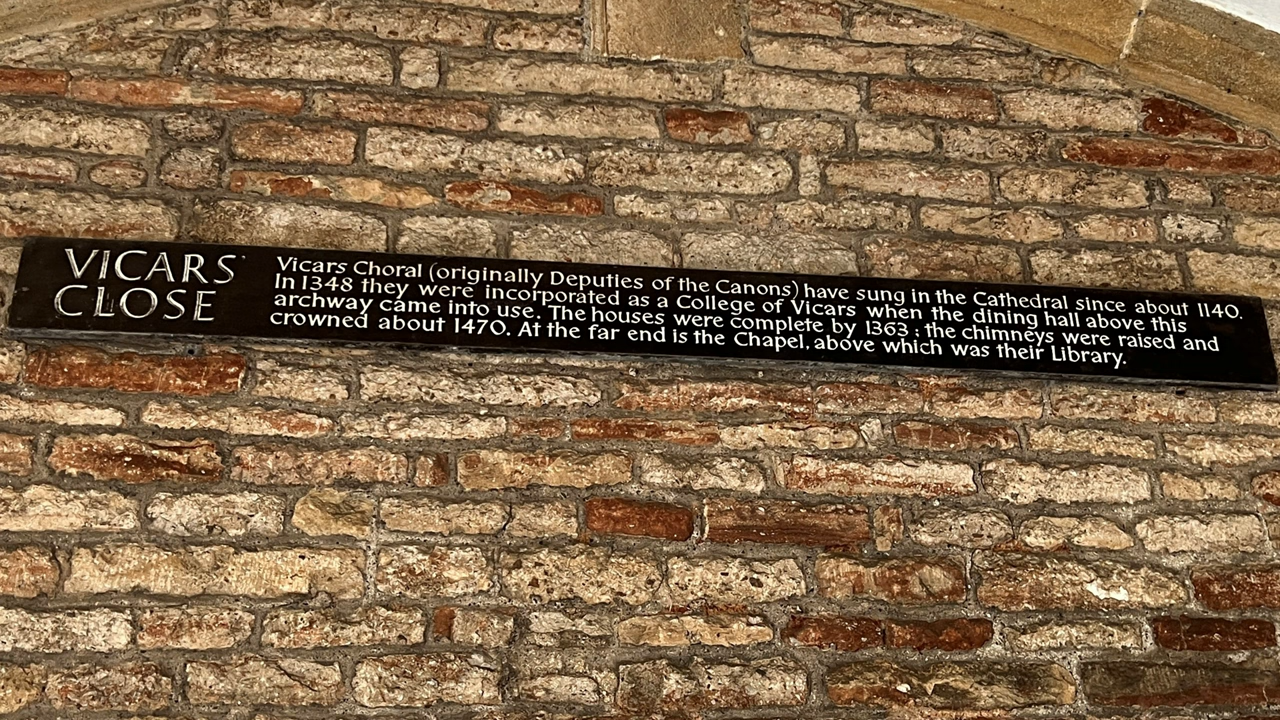 VICARS'
CLOSE
Vicars Choral (originally Deputies of the Canons) have sung in the Cathedral since about 1140.
In 1348 they were incorporated as a College of Vicars when the dining hall above this
archway came into use. The houses were complete by 1363; the chimneys were raised and
crowned about 1470. At the far end is the Chapel, above which was their Library.